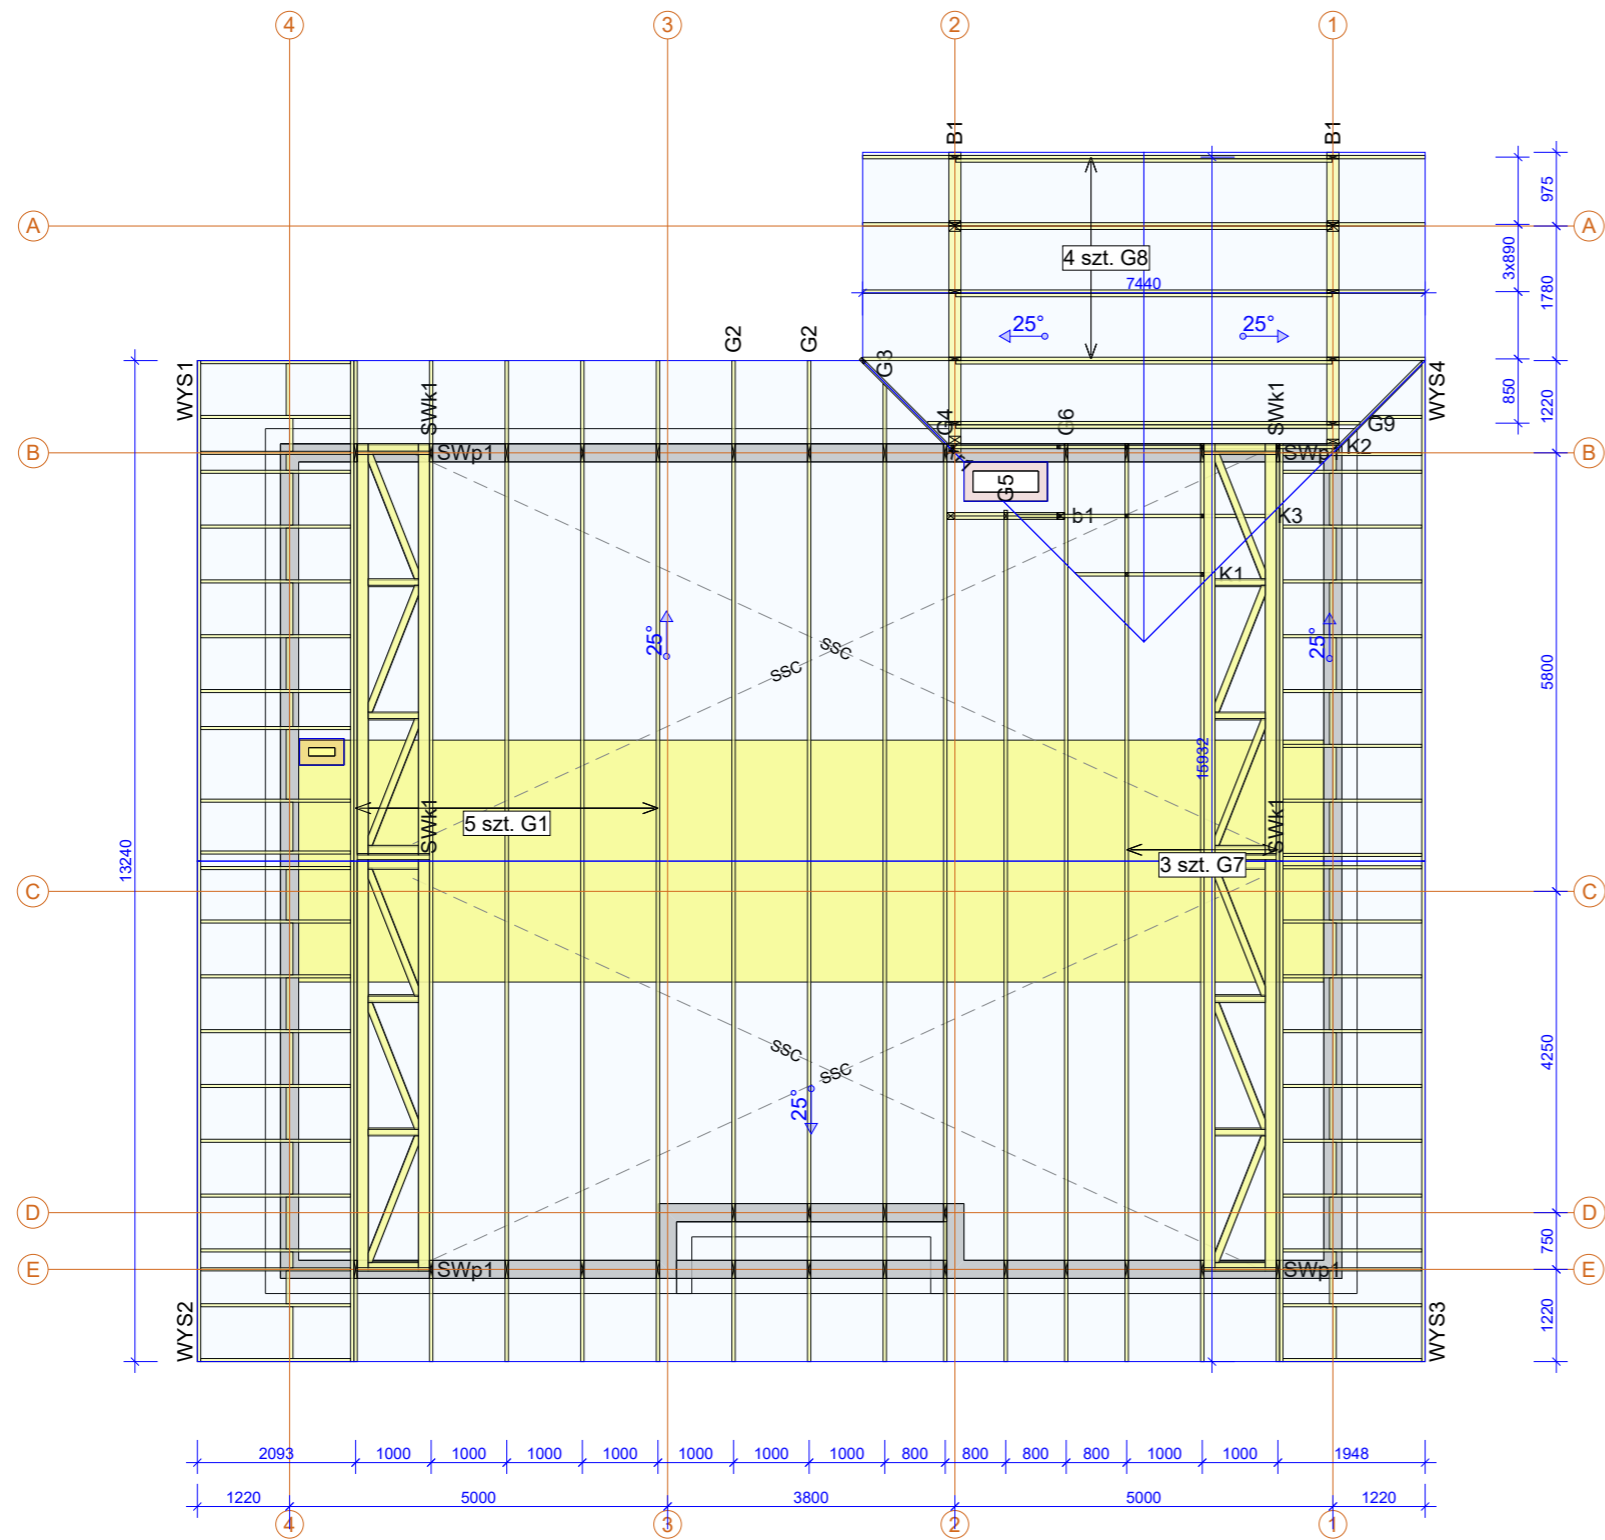 4 3 2 1
B1 B1
A A
975
3x890
1780
4 szt. G8
7440
25° 25°
G2 G2
WYS1
G3
WYS4
850
1220
SWk1
G4
G6
SWk1
G9
K2
B SWp1 SWp1 B
G5
b1
K3
K1
25°
SSC
SSC
25°
5800
15932
SWk1
5 szt. G1
SWk1
3 szt. G7
13240
C C
SSC
SSC
25°
4250
D D
750
E SWp1 SWp1 E
WYS2
WYS3
1220
2093 1000 1000 1000 1000 1000 1000 1000 800 800 800 800 1000 1000 1948
1220 5000 3800 5000 1220
4 3 2 1